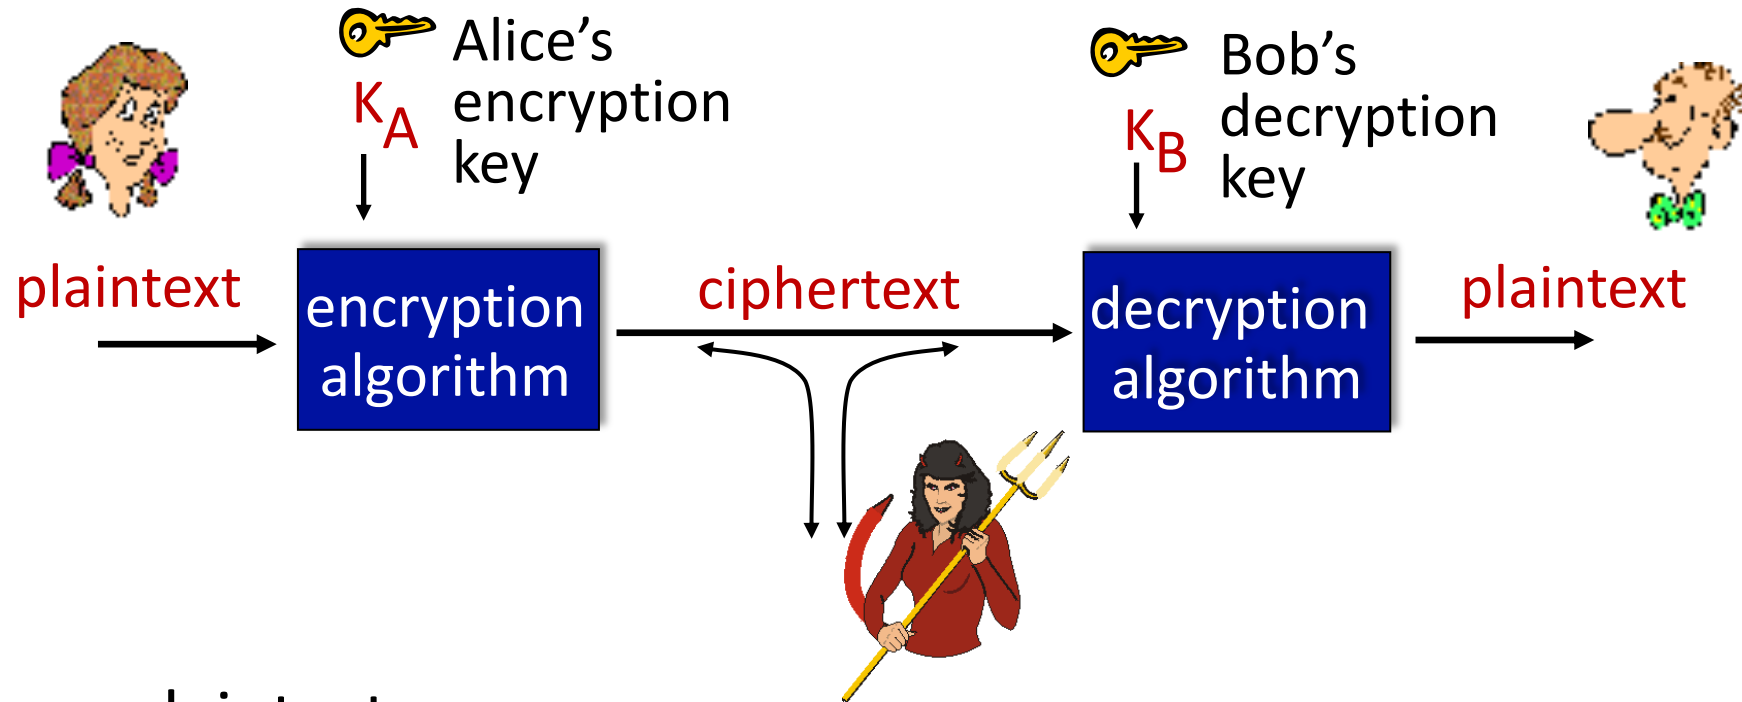 Alice’s
encryption
key
K_A
Bob’s
decryption
key
K_B
plaintext
encryption
algorithm
ciphertext
decryption
algorithm
plaintext